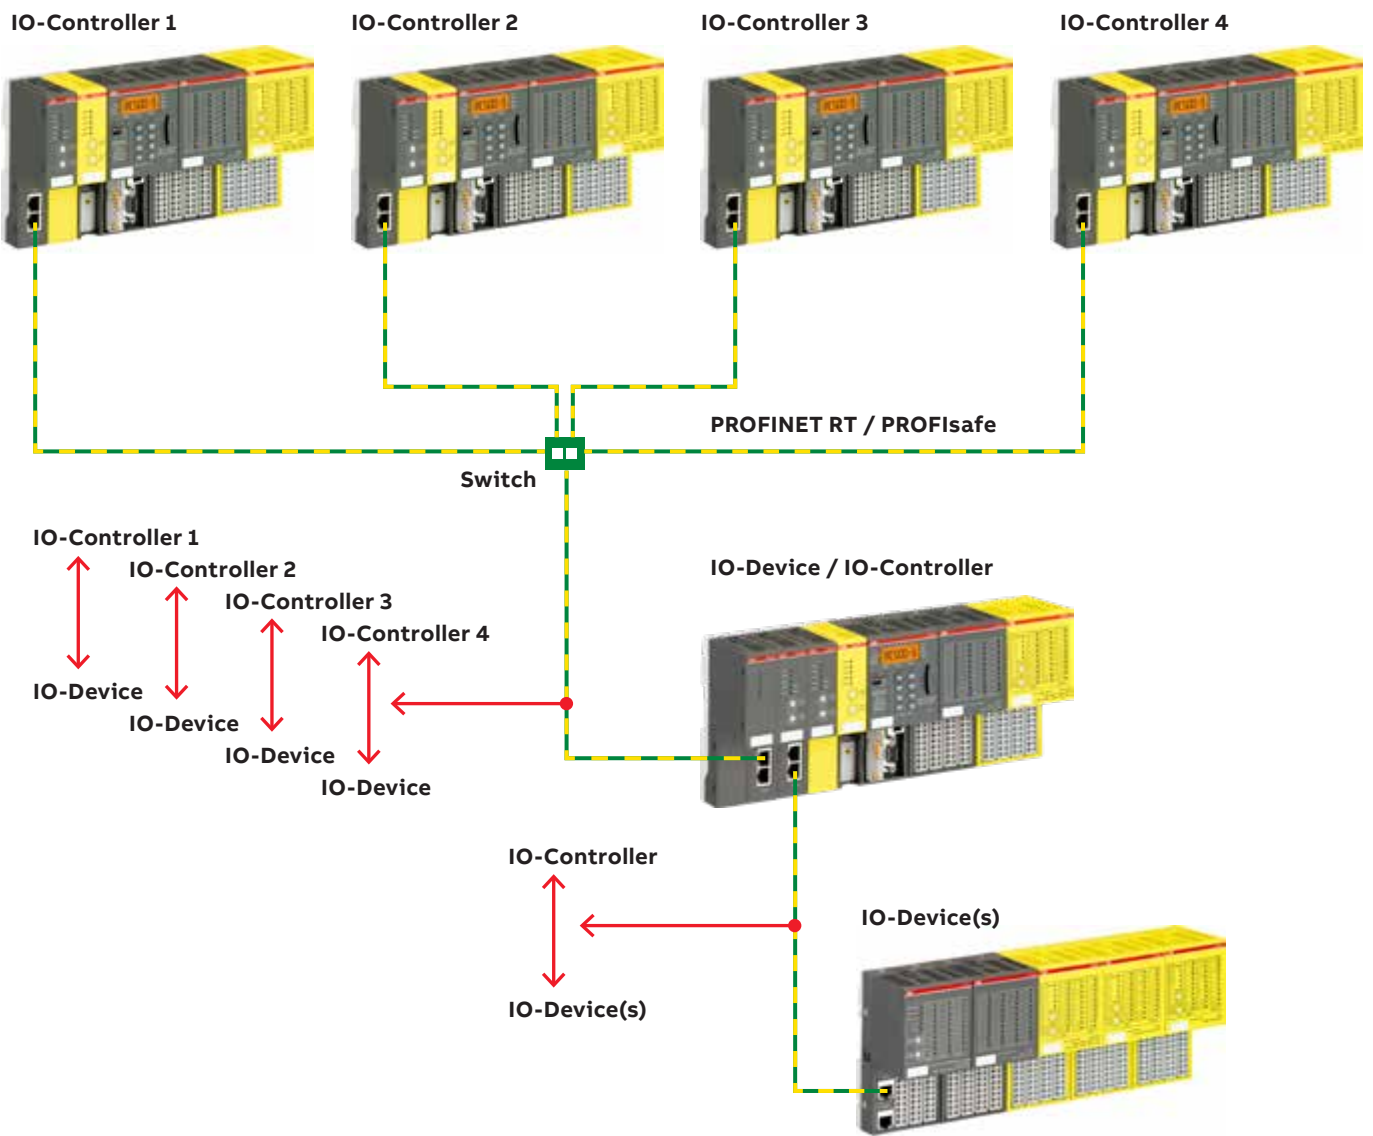 IO-Controller 1
IO-Controller 2
IO-Controller 3
IO-Controller 4
PROFINET RT / PROFIsafe
Switch
IO-Controller 1
IO-Controller 2
IO-Controller 3
IO-Controller 4
IO-Device
IO-Device
IO-Device
IO-Device
IO-Device / IO-Controller
IO-Controller
IO-Device(s)
IO-Device(s)